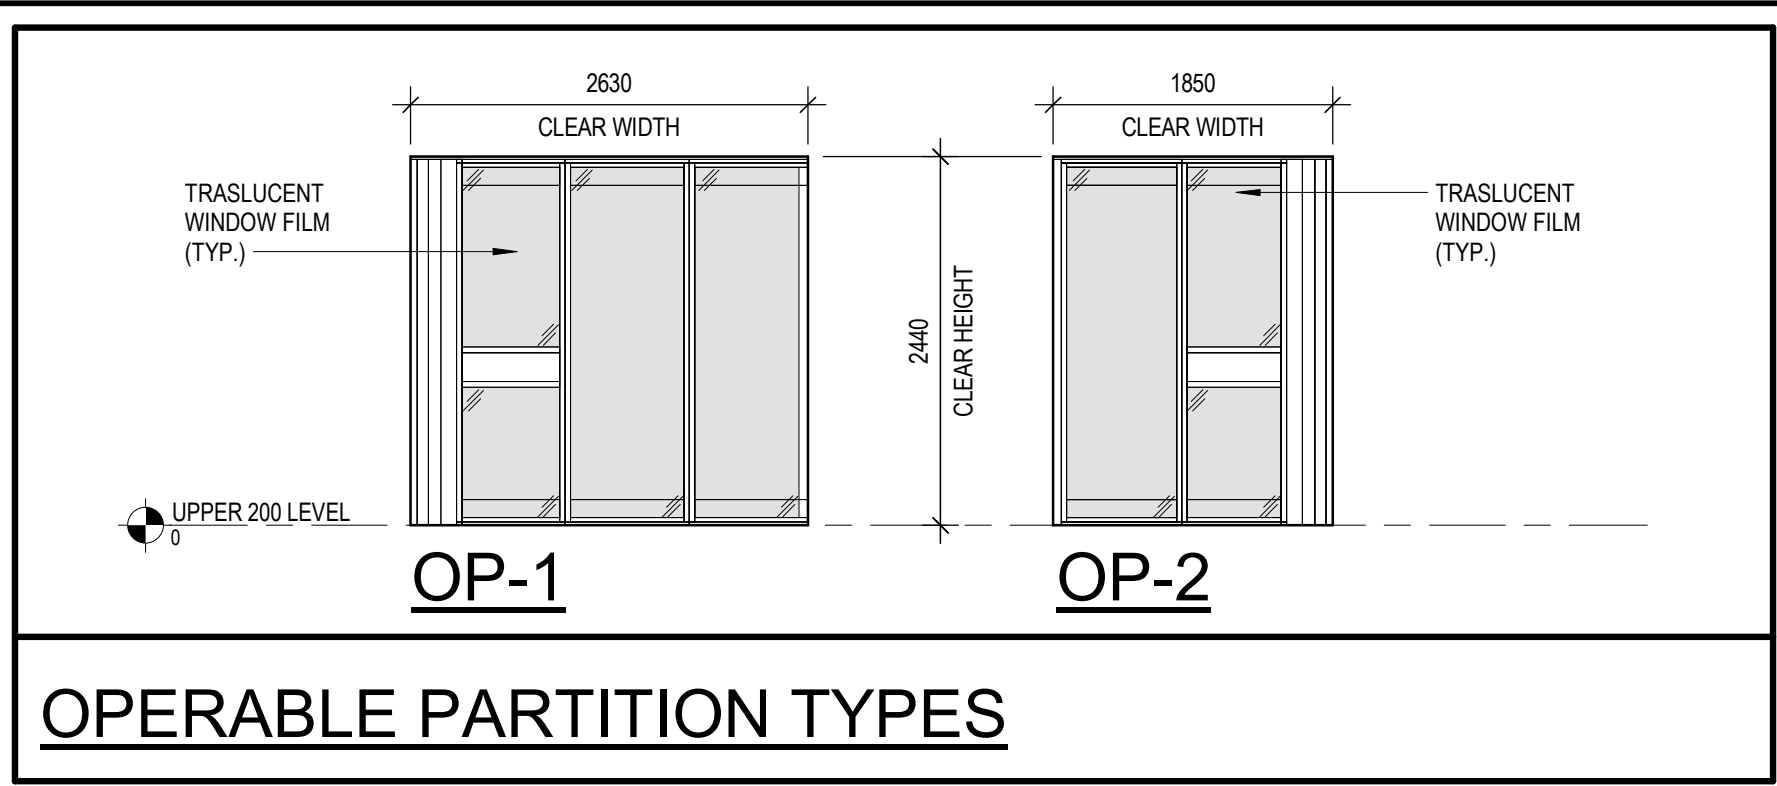 2630
CLEAR WIDTH
TRASLUCENT
WINDOW FILM
(TYP.)
1850
CLEAR WIDTH
TRASLUCENT
WINDOW FILM
(TYP.)
2440
CLEAR HEIGHT
UPPER 200 LEVEL
0
OP-1
OP-2
OPERABLE PARTITION TYPES